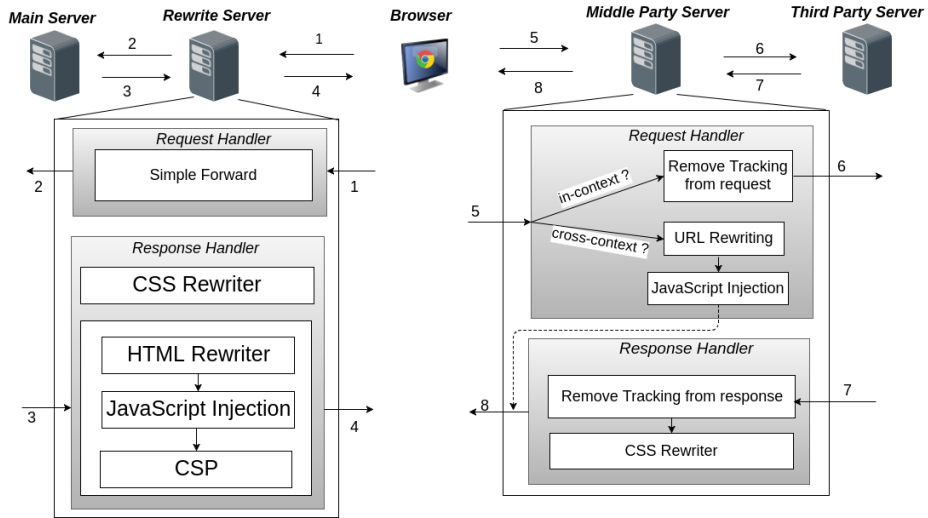 Main Server
Rewrite Server
Browser
Middle Party Server
Third Party Server
2
3
1
4
5
8
6
7
Request Handler
Simple Forward
2
1
Response Handler
CSS Rewriter
HTML Rewriter
JavaScript Injection
CSP
3
4
Request Handler
in-context ?
Remove Tracking
from request
6
5
cross-context ?
URL Rewriting
JavaScript Injection
Response Handler
Remove Tracking from response
7
8
CSS Rewriter